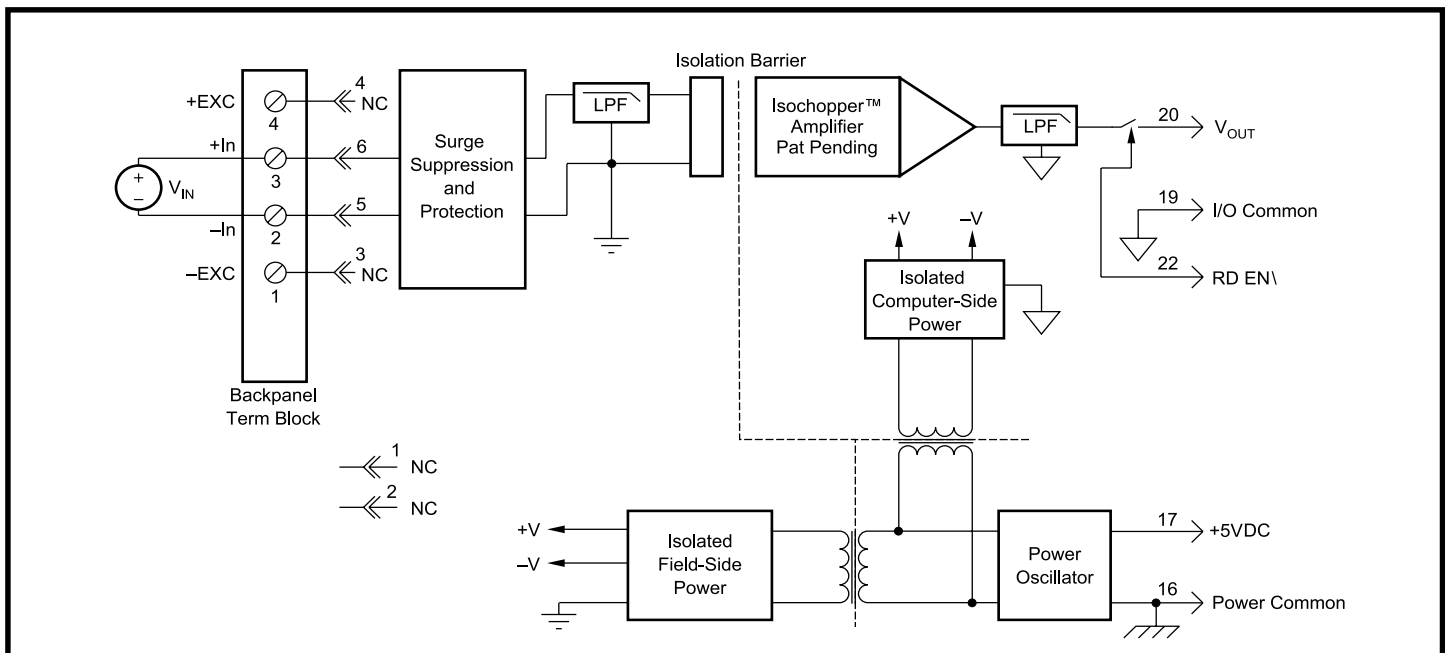 Isolation Barrier
+EXC
4
4
NC
+In
3
6
V_IN
+
–
–In
2
5
–EXC
1
3
NC
Backpanel
Term Block
Surge
Suppression
and
Protection
LPF
Isochopper™
Amplifier
Pat Pending
LPF
20
V_OUT
19
I/O Common
22
RD EN\
+V
–V
Isolated
Computer-Side
Power
1
NC
2
NC
+V
–V
Isolated
Field-Side
Power
Power
Oscillator
17
+5VDC
16
Power Common